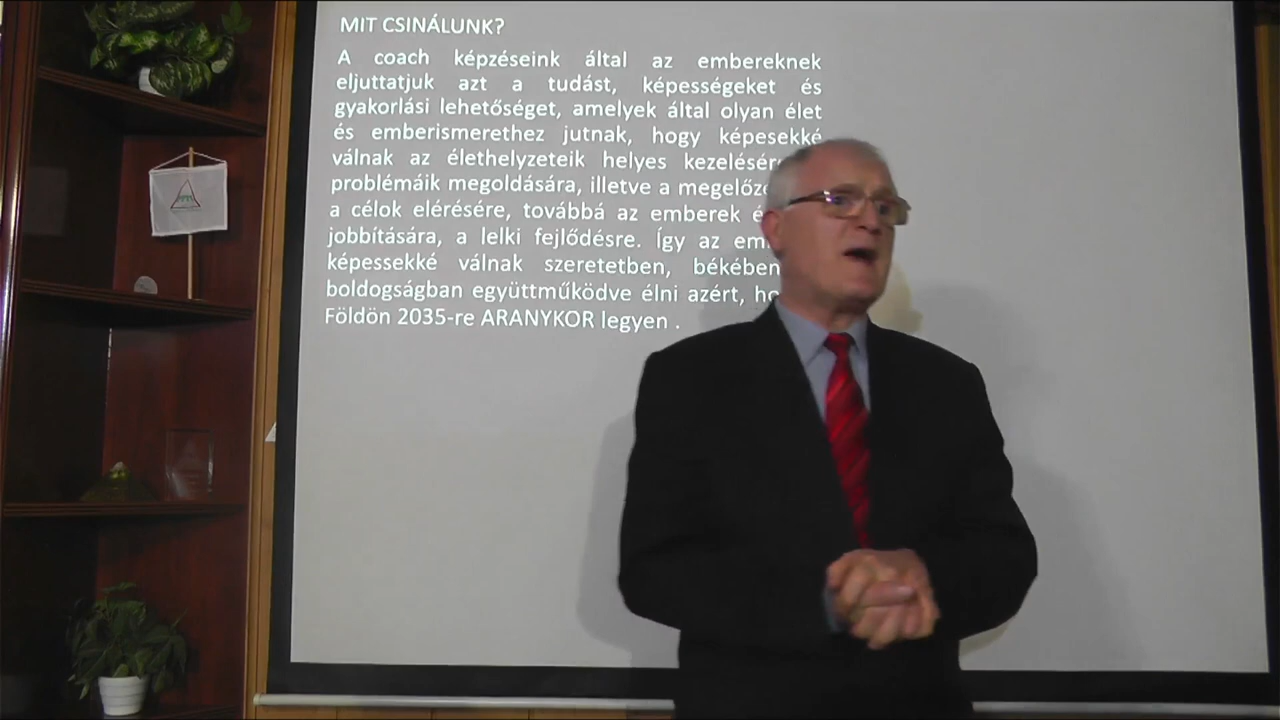 MIT CSINÁLUNK?
A coach képzéseink által az embereknek
eljuttatjuk azt a tudást, képességeket és
gyakorlási lehetőséget, amelyek által olyan élet
és emberismerethez jutnak, hogy képesekké
válnak az élethelyzeteik helyes kezelésére
problémáik megoldására, illetve a
a célok elérésére, továbbá az emberek
jobbítására, a lelki fejlődésre. Így az
képessekké válnak szeretetben, békében
boldogságban együttműködve élni azért,
Földön 2035-re ARANYKOR legyen .